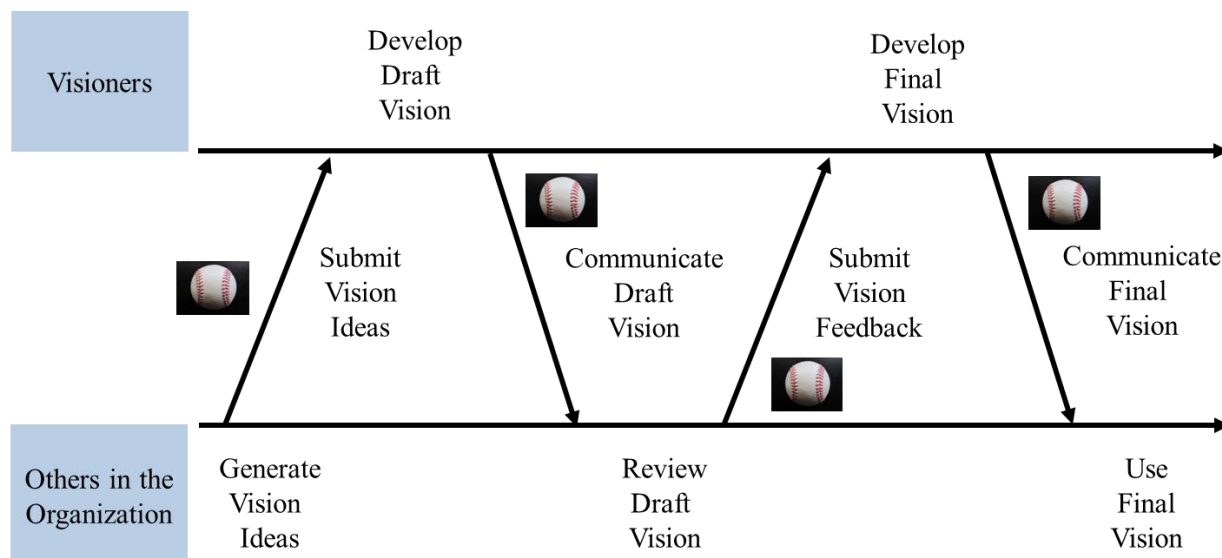 Visioners
Develop
Draft
Vision
Develop
Final
Vision
Submit
Vision
Ideas
Communicate
Draft
Vision
Submit
Vision
Feedback
Communicate
Final
Vision
Others in the
Organization
Generate
Vision
Ideas
Review
Draft
Vision
Use
Final
Vision